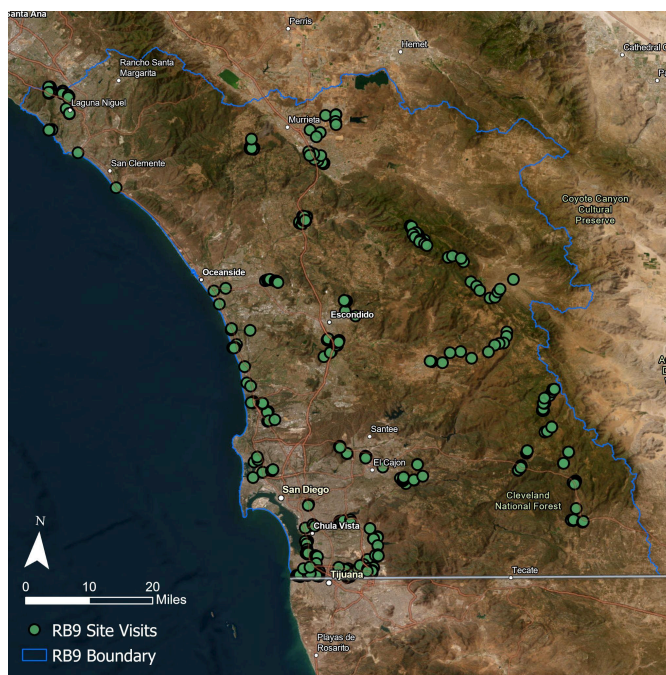 Santa Ana
Perris
Hemet
Cathedral C
Rancho Santa
Margarita
Laguna Niguel
Murrieta
San Clemente
Coyote Canyon
Cultural
Preserve
Oceanside
Escondido
Santee
El Cajon
San Diego
Cleveland
National Forest
Chula Vista
Tijuana
Tecate
N
0 10 20
Miles
Playas de
Rosarito
RB9 Site Visits
RB9 Boundary